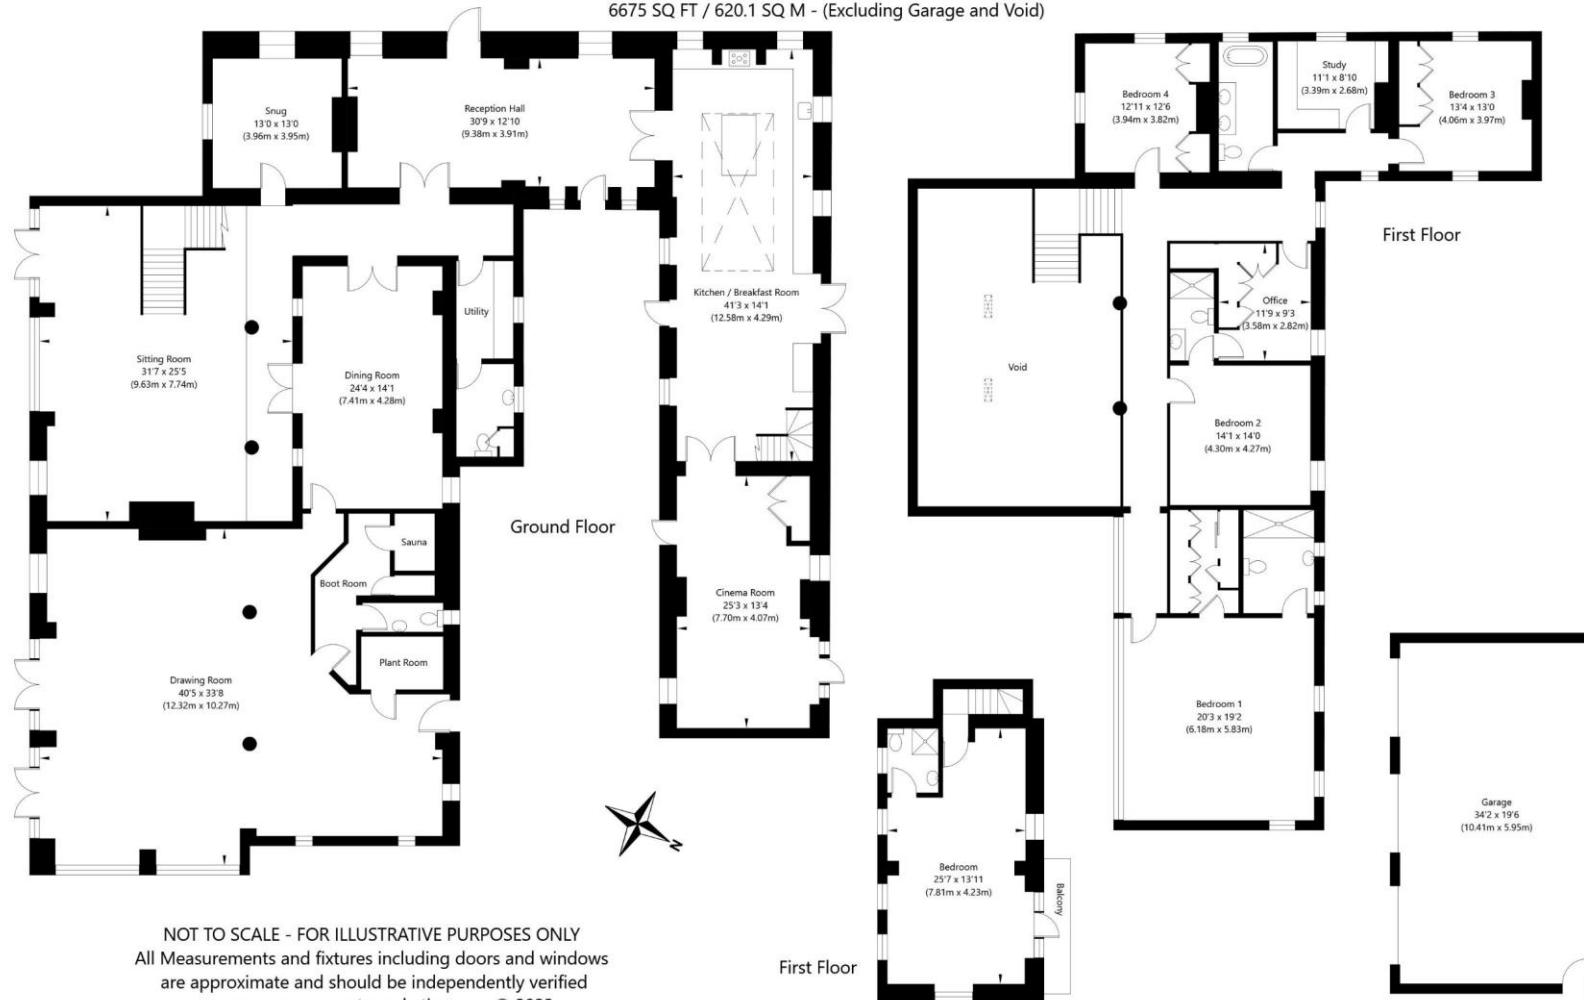 6675 SQ FT / 620.1 SQ M - (Excluding Garage and Void)
Snug
13'0 x 13'0
(3.96m x 3.95m)
Reception Hall
30'9 x 12'10
(9.38m x 3.91m)
Kitchen / Breakfast Room
41'3 x 14'1
(12.58m x 4.29m)
Sitting Room
31'7 x 25'5
(9.63m x 7.74m)
Dining Room
24'4 x 14'1
(7.41m x 4.28m)
Utility
Ground Floor
Sauna
Boot Room
Plant Room
Drawing Room
40'5 x 33'8
(12.32m x 10.27m)
Cinema Room
25'3 x 13'4
(7.70m x 4.07m)
N
Bedroom 4
12'11 x 12'6
(3.94m x 3.82m)
Study
11'1 x 8'10
(3.39m x 2.68m)
Bedroom 3
13'4 x 13'0
(4.06m x 3.97m)
First Floor
Void
Office
11'9 x 9'3
(3.58m x 2.82m)
Bedroom 2
14'1 x 14'0
(4.30m x 4.27m)
Bedroom 1
20'3 x 19'2
(6.18m x 5.83m)
Bedroom
25'7 x 13'11
(7.81m x 4.23m)
Balcony
First Floor
Garage
34'2 x 19'6
(10.41m x 5.95m)
NOT TO SCALE - FOR ILLUSTRATIVE PURPOSES ONLY
All Measurements and fixtures including doors and windows
are approximate and should be independently verified